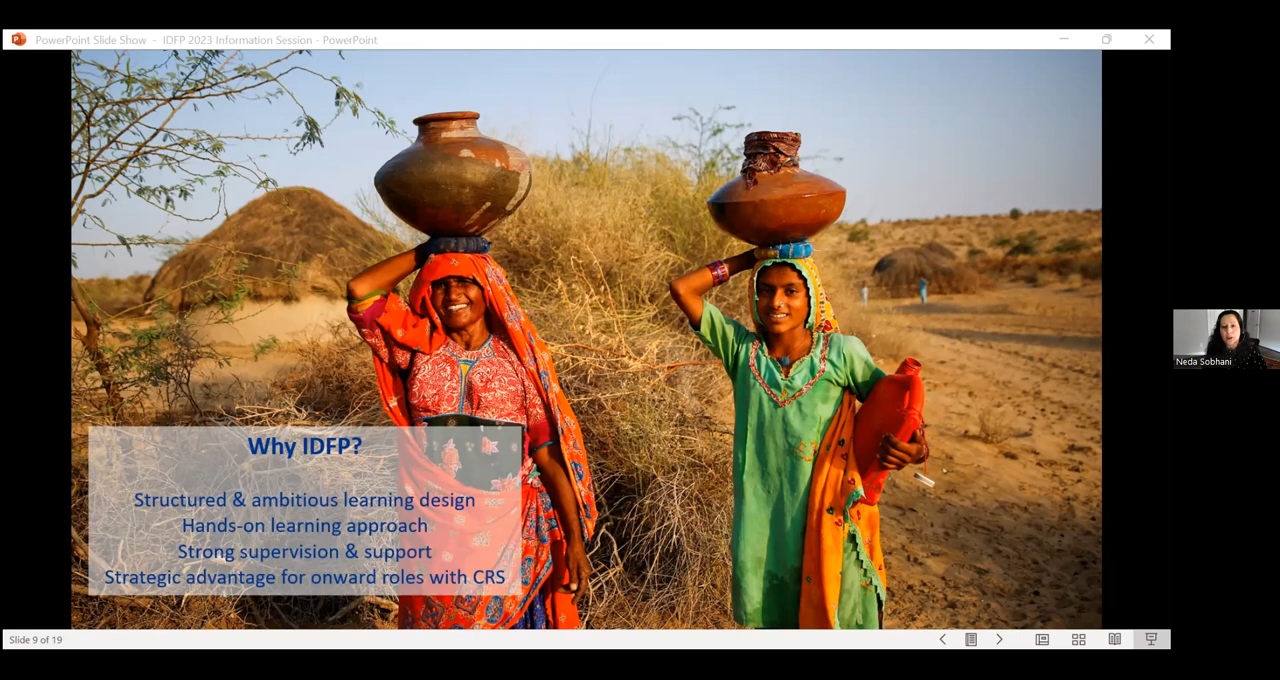 PowerPoint Slide Show - IDFP 2023 Information Session - PowerPoint
Why IDFP?
Structured & ambitious learning design
Hands-on learning approach
Strong supervision & support
Strategic advantage for onward roles with CRS
Neda Sobhani
Slide 9 of 19